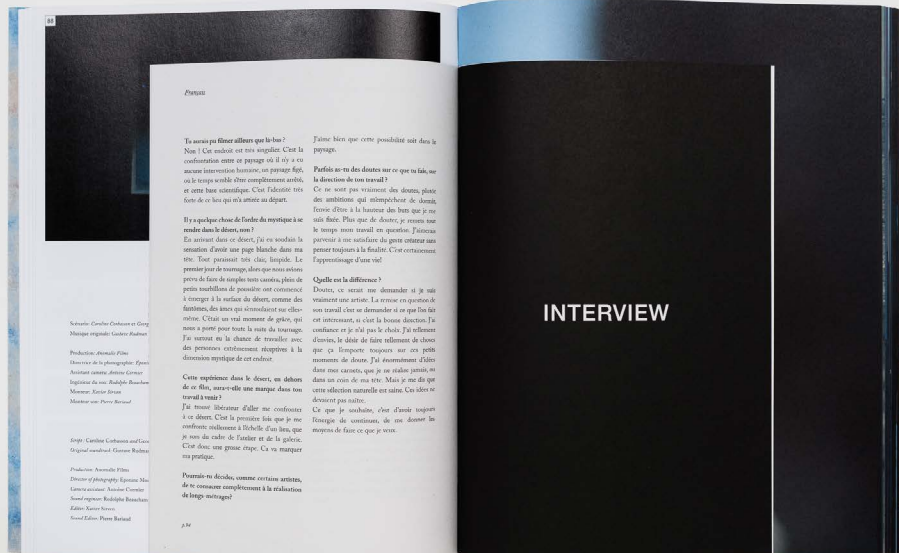 88
Français
Tu aurais pu filmer ailleurs que là-bas ?
Non ! Cet endroit est très singulier. C'est la
confrontation entre ce paysage où il n'y a eu
aucune intervention humaine, un paysage figé,
où le temps semble s'être complètement arrêté,
et cette base scientifique. C'est l'identité très
forte de ce lieu qui m'a attirée au départ.
Il y a quelque chose de l'ordre du mystique à se
rendre dans le désert, non ?
En arrivant dans ce désert, j'ai eu soudain la
sensation d'avoir une page blanche dans ma
tête. Tout paraissait très clair, limpide. Le
premier jour de tournage, alors que nous avions
prévu de faire de simples tests caméra, plein de
petits tourbillons de poussière ont commencé
à émerger à la surface du désert, comme des
fantômes, des âmes qui s'enroulaient sur elles-
même. C'était un vrai moment de grâce, qui
nous a porté pour toute la suite du tournage.
J'ai surtout eu la chance de travailler avec
des personnes extrêmement réceptives à la
dimension mystique de cet endroit.
Cette expérience dans le désert, en dehors
de ce film, aura-t-elle une marque dans ton
travail à venir ?
J'ai trouvé libérateur d'aller me confronter
à ce désert. C'est la première fois que je me
confronte réellement à l'échelle d'un lieu, que
je sors du cadre de l'atelier et de la galerie.
C'est donc une grosse étape. Ça va marquer
ma pratique.
Pourrais-tu décider, comme certains artistes,
de te consacrer complètement à la réalisation
de longs-métrages?
p.94
J'aime bien que cette possibilité soit dans le
paysage.
Parfois as-tu des doutes sur ce que tu fais, sur
la direction de ton travail ?
Ce ne sont pas vraiment des doutes, plutôt
des ambitions qui m'empêchent de dormir,
l'envie d'être à la hauteur des buts que je me
suis fixée. Plus que de douter, je remets tout
le temps mon travail en question. J'aimerais
parvenir à me satisfaire du geste créateur sans
penser toujours à la finalité. C'est certainement
l'apprentissage d'une vie!
Quelle est la différence ?
Douter, ce serait me demander si je suis
vraiment une artiste. La remise en question de
son travail c'est se demander si ce que l'on fait
est intéressant, si c'est la bonne direction. J'ai
confiance et je n'ai pas le choix. J'ai tellement
d'envies, le désir de faire tellement de choses
que ça l'emporte toujours sur ces petits
moments de doute. J'ai énormément d'idées
dans mes carnets, que je ne réalise jamais, ou
dans un coin de ma tête. Mais je me dis que
cette sélection naturelle est saine. Ces idées ne
devaient pas naître.
Ce que je souhaite, c'est d'avoir toujours
l'énergie de continuer, de me donner les
moyens de faire ce que je veux.
Scénario: Caroline Corbasson et
Musique originale: Gustave Rudman
Production: Anomalie Films
Directrice de la photographie:
Assistant caméra: Antoine Cormier
Ingénieur du son: Rodolphe Beauchamp
Monteur: Xavier Sirven
Monteur son: Pierre Bariaud
Script: Caroline Corbasson and
Original soundtrack: Gustave Rudman
Production: Anomalie Films
Director of photography: Eponine
Camera assistant: Antoine Cormier
Sound engineer: Rodolphe Beauchamp
Editor: Xavier Sirven
Sound Editor: Pierre Bariaud
INTERVIEW